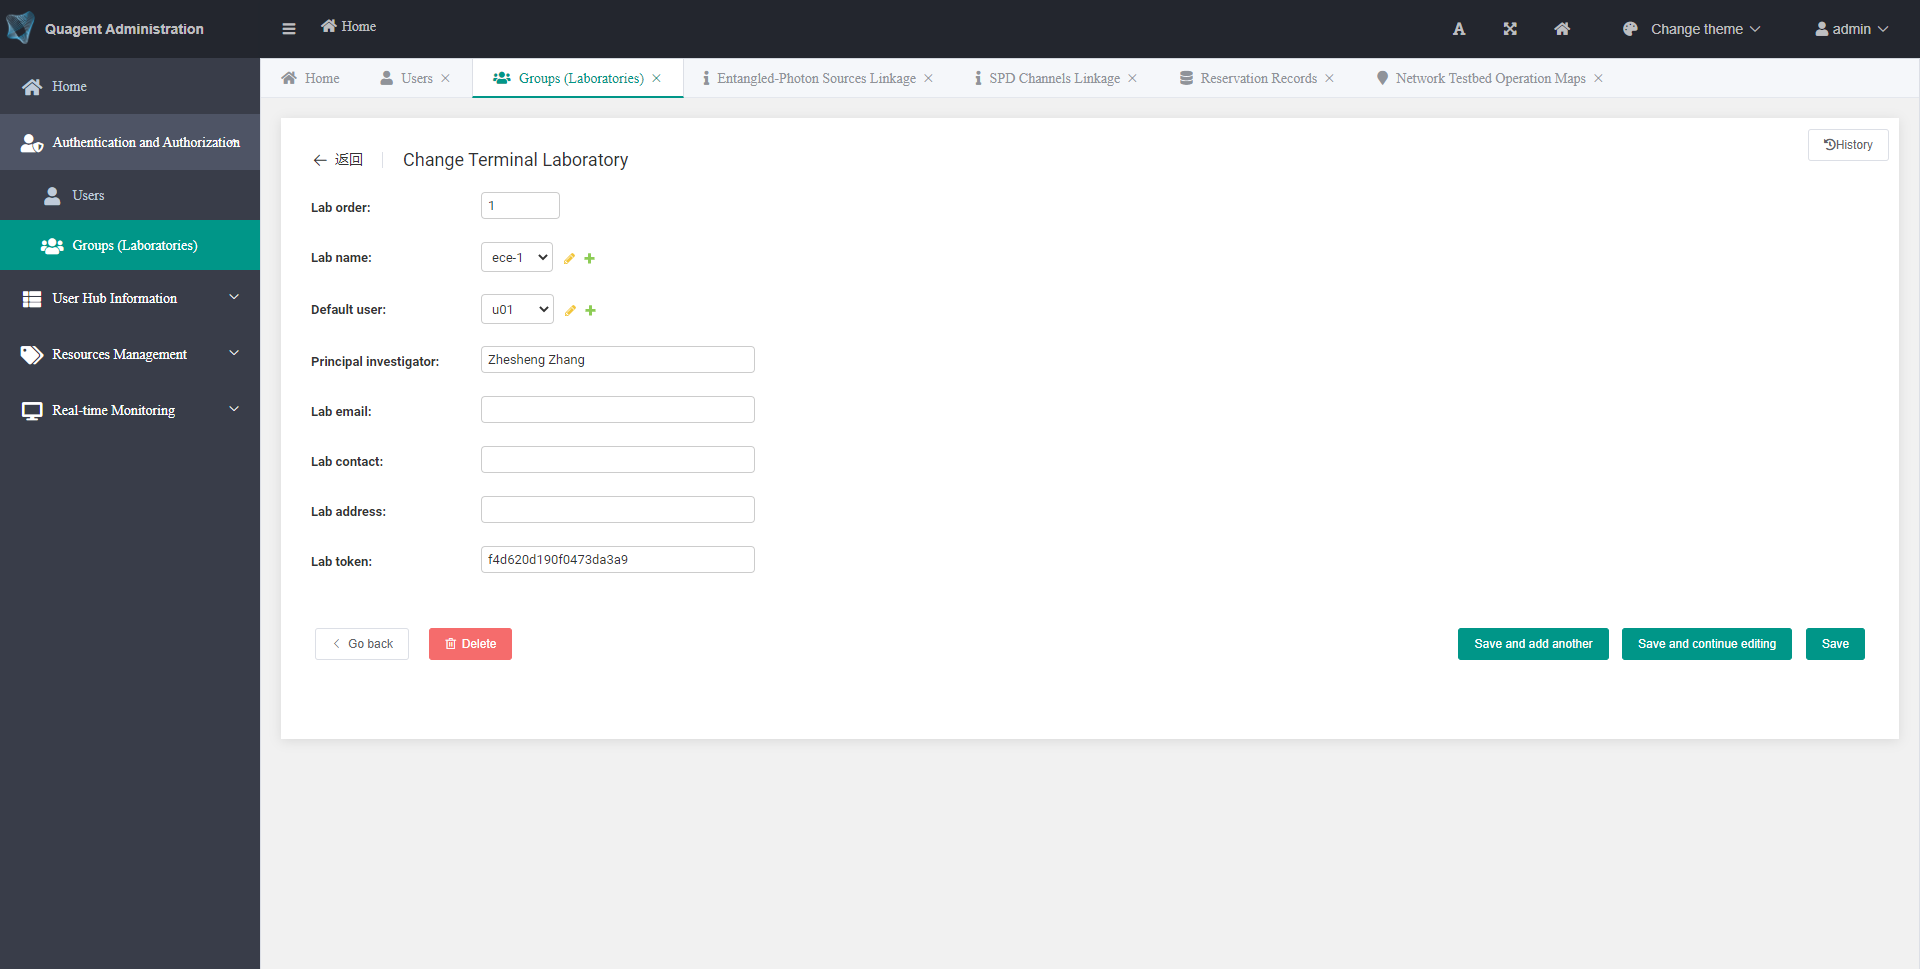 Quagent Administration
Home
Change theme
admin
Home
Authentication and Authorization
Users
Groups (Laboratories)
User Hub Information
Resources Management
Real-time Monitoring
Home
Users
Groups (Laboratories)
Entangled-Photon Sources Linkage
SPD Channels Linkage
Reservation Records
Network Testbed Operation Maps
返回
Change Terminal Laboratory
History
Lab order: 1
Lab name: ece-1
Default user: u01
Principal investigator: Zhesheng Zhang
Lab email:
Lab contact:
Lab address:
Lab token: f4d620d190f0473da3a9
Go back
Delete
Save and add another
Save and continue editing
Save